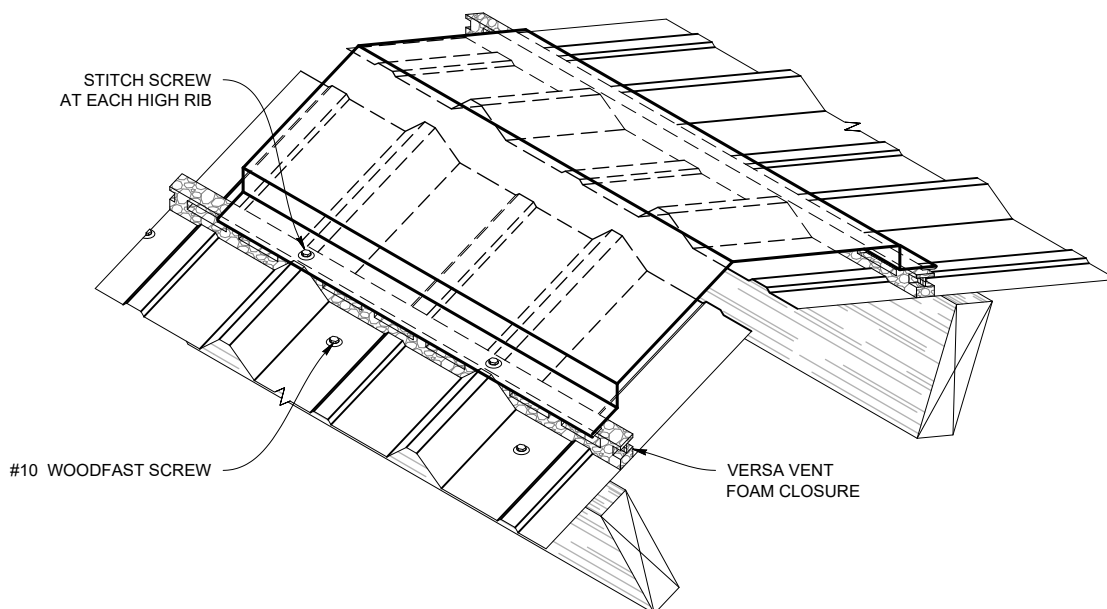 STITCH SCREW
AT EACH HIGH RIB
#10 WOODFAST SCREW
VERSA VENT
FOAM CLOSURE